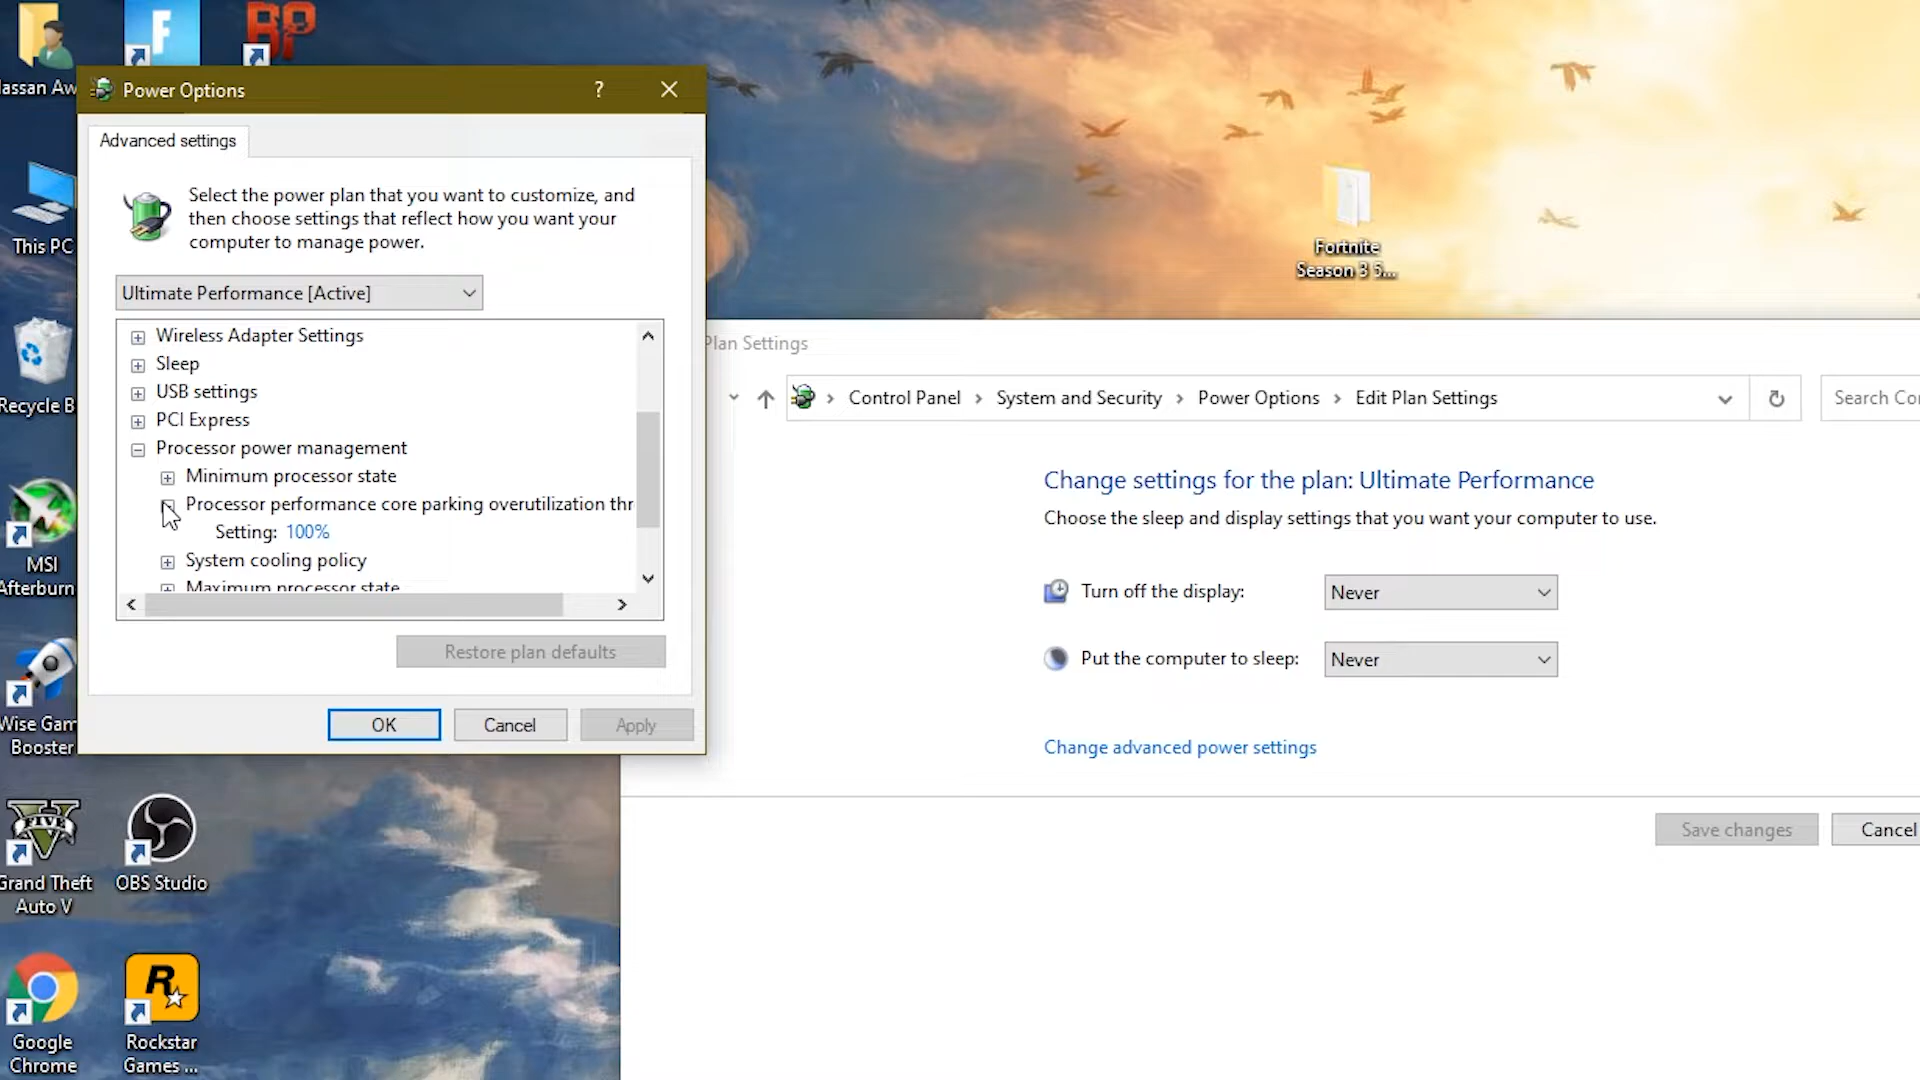 assan Aw
This PC
Recycle B
MSI
Afterburn
Wise Gam
Booster
Grand Theft
Auto V
OBS Studio
Google
Chrome
Rockstar
Games ...
Fortnite
Season 3 5...
Power Options
?
Advanced settings
Select the power plan that you want to customize, and
then choose settings that reflect how you want your
computer to manage power.
Ultimate Performance [Active]
Wireless Adapter Settings
Sleep
USB settings
PCI Express
Processor power management
Minimum processor state
Processor performance core parking overutilization thr
Setting: 100%
System cooling policy
Maximum processor state
Restore plan defaults
OK
Cancel
Apply
Plan Settings
Control Panel > System and Security > Power Options > Edit Plan Settings
Search Co
Change settings for the plan: Ultimate Performance
Choose the sleep and display settings that you want your computer to use.
Turn off the display: Never
Put the computer to sleep: Never
Change advanced power settings
Save changes
Cancel